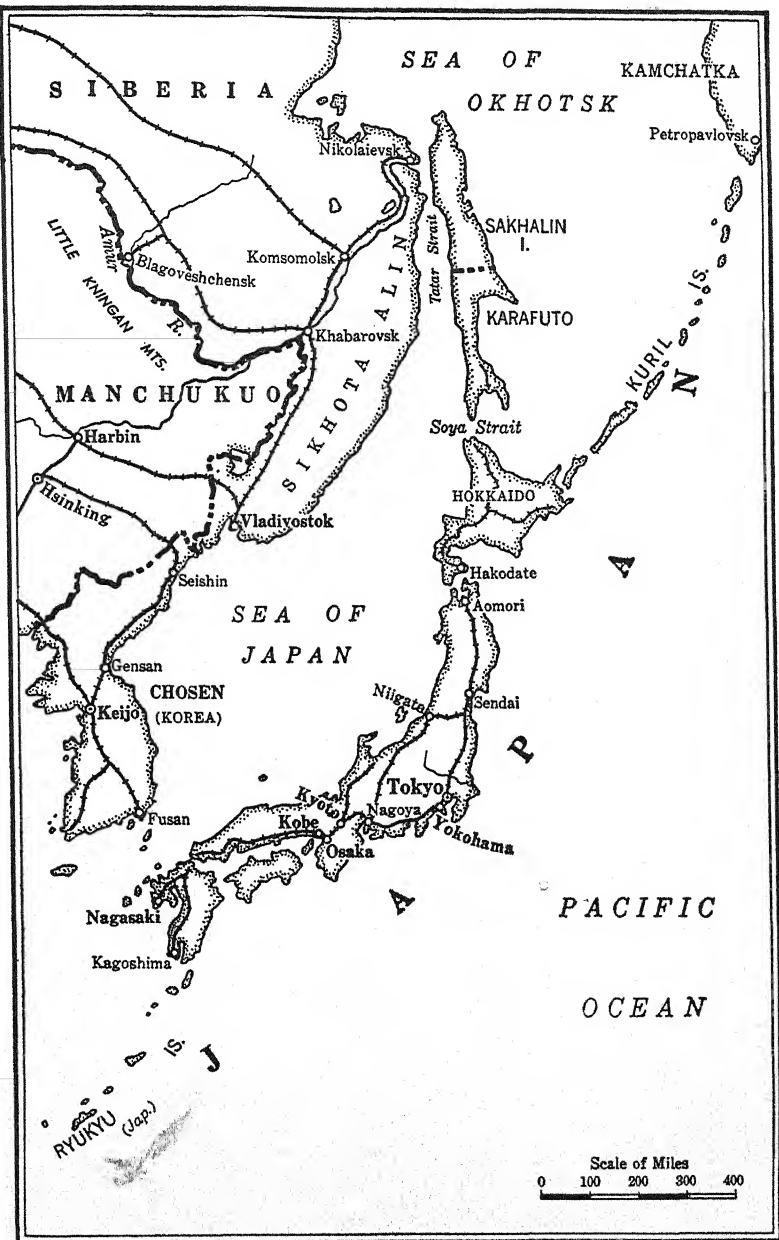 SEA OF
OKHOTSK
KAMCHATKA
SIBERIA
Petropavlovsk
Nikolaievsk
SAKHALIN
I.
Tatar Strait
LITTLE KNINGAN MTS.
Amur R.
Blagoveshchensk
Komsomolsk
KARAFUTO
KURIL IS.
Khabarovsk
SIKHOTA ALIN
MANCHUKUO
Soya Strait
Harbin
HOKKAIDO
Hsinking
Vladivostok
Hakodate
Seishin
Aomori
SEA OF
JAPAN
Gensan
CHOSEN
(KOREA)
Keijo
Niigata
Sendai
Tokyo
Kyoto
Nagoya
Yokohama
Kobe
Osaka
Fusan
JAPAN
Nagasaki
Kagoshima
PACIFIC
OCEAN
RYUKYU IS.
(Jap.)
Scale of Miles
0 100 200 300 400